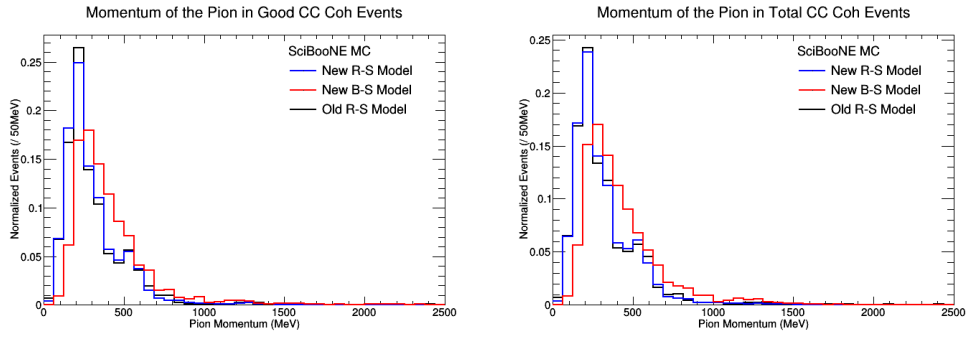 Momentum of the Pion in Good CC Coh Events
Normalized Events (/ 50MeV)
0.25
0.2
0.15
0.1
0.05
0
SciBooNE MC
New R-S Model
New B-S Model
Old R-S Model
0 500 1000 1500 2000 2500
Pion Momentum (MeV)
Momentum of the Pion in Total CC Coh Events
Normalized Events (/ 50MeV)
0.25
0.2
0.15
0.1
0.05
0
SciBooNE MC
New R-S Model
New B-S Model
Old R-S Model
0 500 1000 1500 2000 2500
Pion Momentum (MeV)